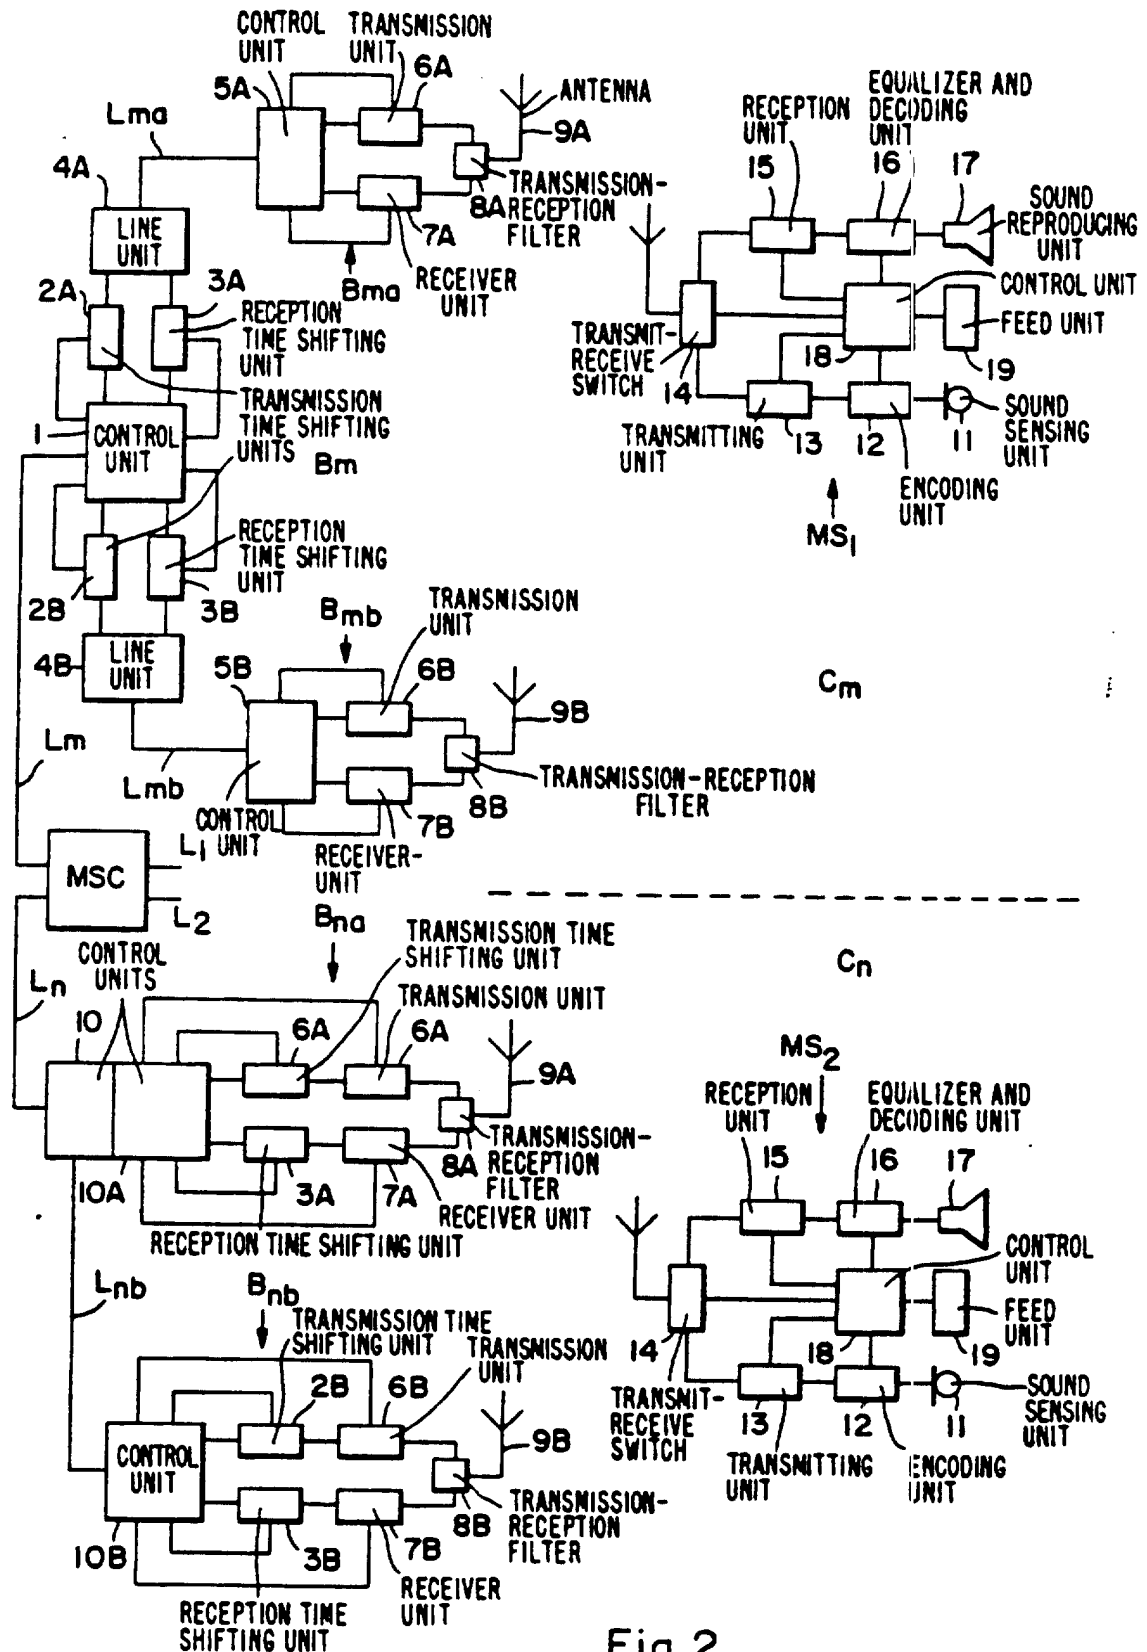 CONTROL
UNIT
TRANSMISSION
UNIT
5A
6A
ANTENNA
9A
Lma
4A
LINE
UNIT
TRANSMISSION-
RECEPTION
FILTER
8A
7A
RECEIVER
UNIT
Bma
2A
3A
RECEPTION
TIME SHIFTING
UNIT
TRANSMISSION
TIME SHIFTING
UNITS
Bm
1
CONTROL
UNIT
RECEPTION
TIME SHIFTING
UNIT
2B
3B
4B
LINE
UNIT
Lm
Lmb
Bmb
TRANSMISSION
UNIT
5B
6B
9B
TRANSMISSION-RECEPTION
FILTER
8B
7B
CONTROL
UNIT
RECEIVER-
UNIT
MSC
L1
L2
RECEPTION
UNIT
15
EQUALIZER AND
DECODING
UNIT
16
17
SOUND
REPRODUCING
UNIT
CONTROL UNIT
FEED UNIT
18
19
TRANSMIT-
RECEIVE
SWITCH
14
TRANSMITTING
UNIT
13
12
11
SOUND
SENSING
UNIT
ENCODING
UNIT
MS1
Cm
Cn
Bna
TRANSMISSION TIME
SHIFTING UNIT
TRANSMISSION UNIT
CONTROL
UNITS
Ln
10
6A
6A
9A
TRANSMISSION-
RECEPTION
FILTER
8A
10A
3A
7A
RECEIVER UNIT
RECEPTION TIME SHIFTING UNIT
Lnb
Bnb
TRANSMISSION TIME
SHIFTING UNIT
TRANSMISSION
UNIT
2B
6B
9B
CONTROL
UNIT
TRANSMISSION-
RECEPTION
FILTER
8B
10B
3B
7B
RECEIVER
UNIT
RECEPTION TIME
SHIFTING UNIT
MS2
RECEPTION
UNIT
EQUALIZER AND
DECODING UNIT
15
16
17
CONTROL
UNIT
FEED
UNIT
14
18
19
TRANSMIT-
RECEIVE
SWITCH
13
12
11
SOUND
SENSING
UNIT
TRANSMITTING
UNIT
ENCODING
UNIT
Fig 2